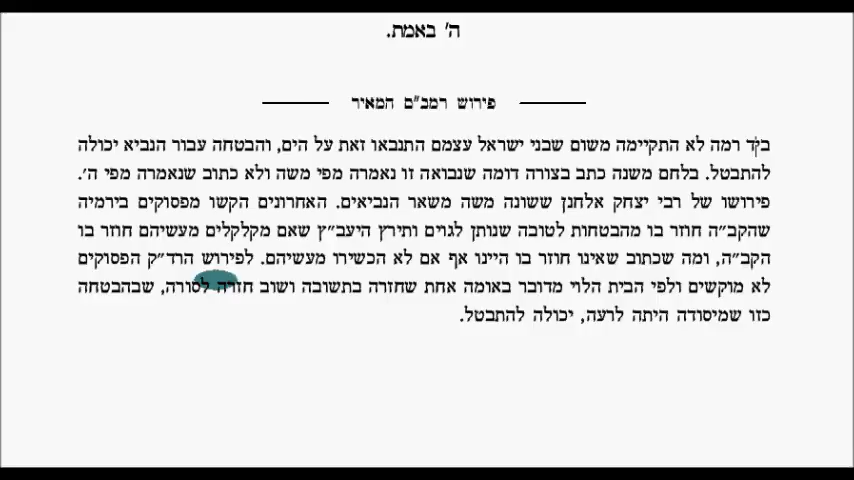 ה' באמת.
פירוש רמב"ם המאיר
ביד רמה לא התקיימה משום שבני ישראל עצמם התנבאו זאת על הים, והבטחה עבור הנביא יכולה
להתבטל. בלחם משנה כתב בצורה דומה שנבואה זו נאמרה מפי משה ולא כתוב שנאמרה מפי ה'.
פירושו של רבי יצחק אלחנן ששונה משה משאר הנביאים. האחרונים הקשו מפסוקים בירמיה
שהקב"ה חוזר בו מהבטחות לטובה שנותן לגוים ותירץ היעב"ץ שאם מקלקלים מעשיהם חוזר בו
הקב"ה, ומה שכתוב שאינו חוזר בו היינו אף אם לא הכשירו מעשיהם. לפירוש הרד"ק הפסוקים
לא מוקשים ולפי הבית הלוי מדובר באומה אחת שחזרה בתשובה ושוב חזרה לסורה, שבהבטחה
כזו שמיסודה היתה לרעה, יכולה להתבטל.